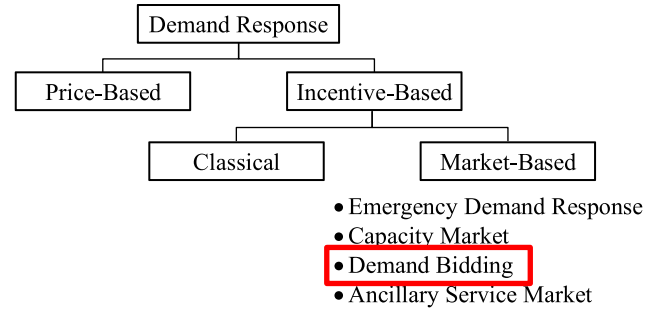 Demand Response
Price-Based
Incentive-Based
Classical
Market-Based
• Emergency Demand Response
• Capacity Market
• Demand Bidding
• Ancillary Service Market